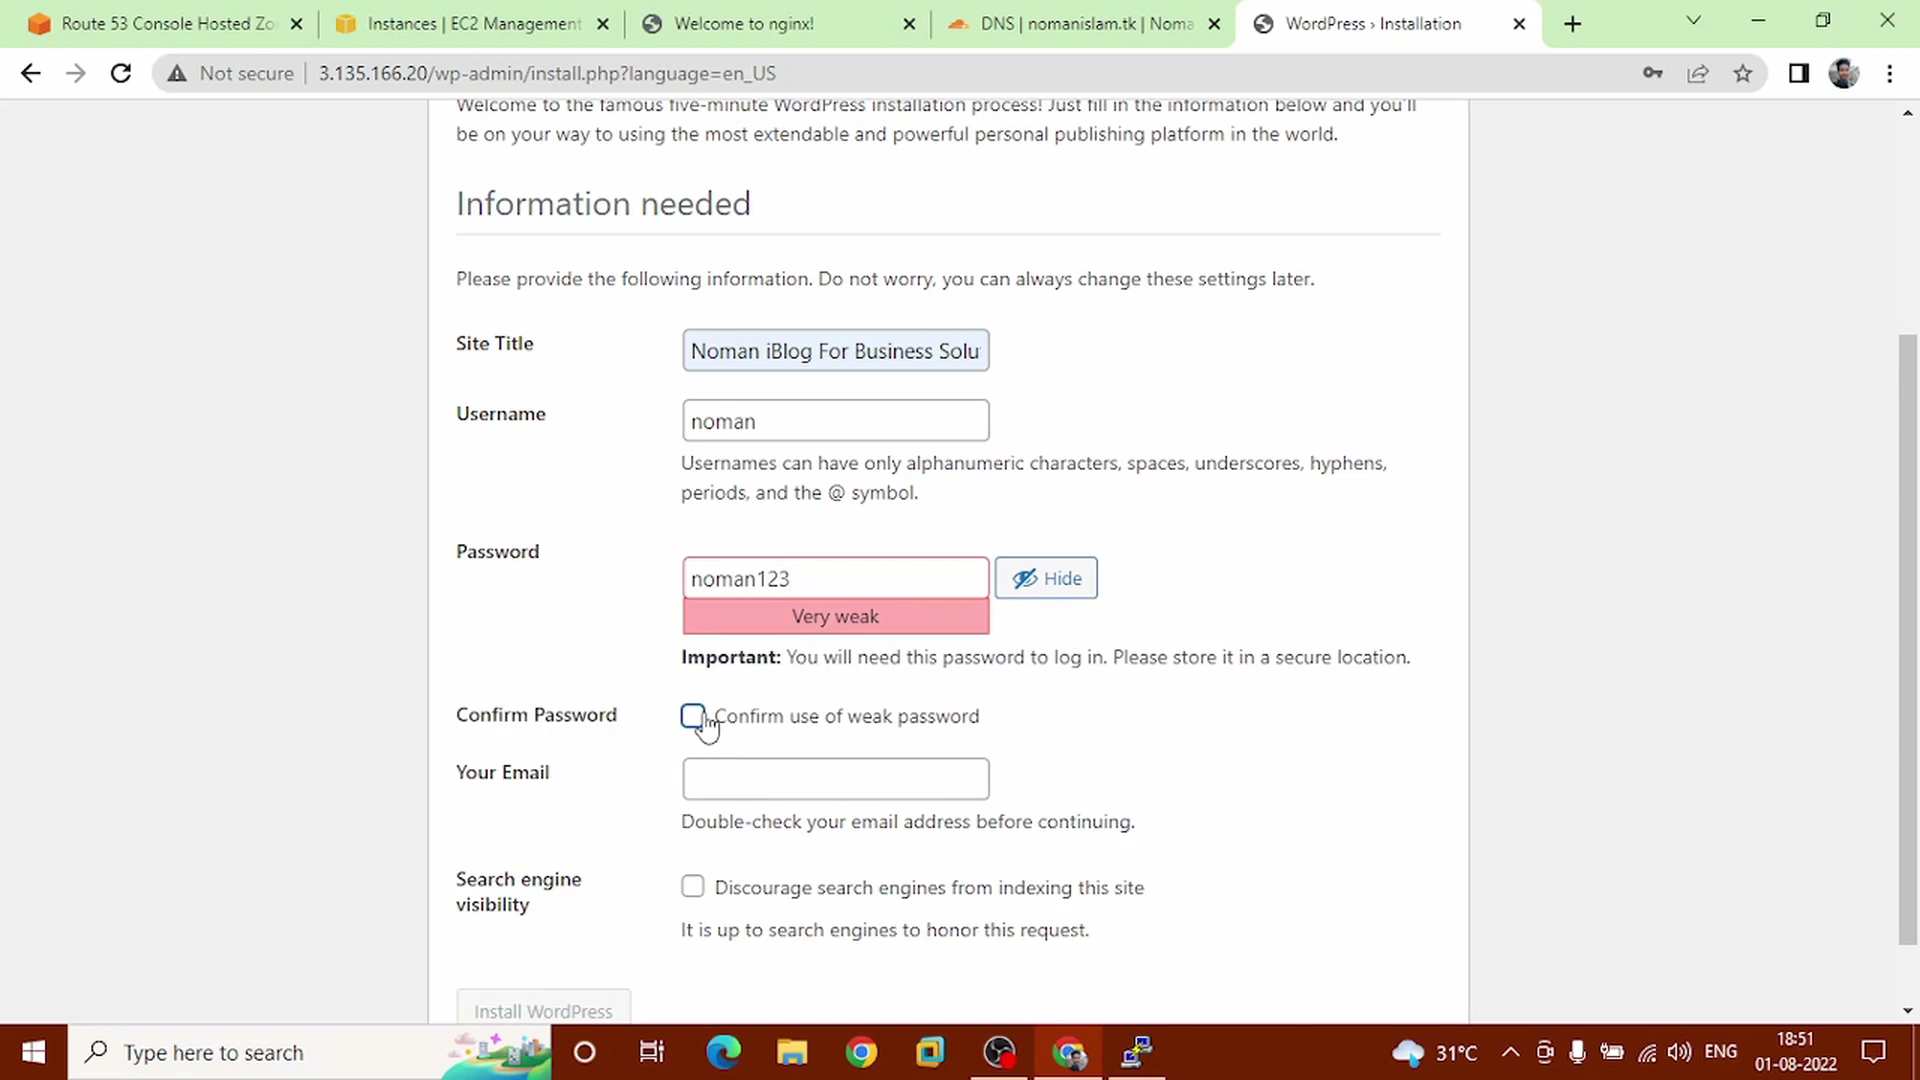 Route 53 Console Hosted Zo
Instances | EC2 Management
Welcome to nginx!
DNS | nomanislam.tk | Noma
WordPress › Installation
Not secure
3.135.166.20/wp-admin/install.php?language=en_US
Welcome to the famous five-minute WordPress installation process! Just fill in the information below and you'll
be on your way to using the most extendable and powerful personal publishing platform in the world.
Information needed
Please provide the following information. Do not worry, you can always change these settings later.
Site Title
Noman iBlog For Business Solu
Username
noman
Usernames can have only alphanumeric characters, spaces, underscores, hyphens,
periods, and the @ symbol.
Password
noman123
Hide
Very weak
Important: You will need this password to log in. Please store it in a secure location.
Confirm Password
Confirm use of weak password
Your Email
Double-check your email address before continuing.
Search engine
visibility
Discourage search engines from indexing this site
It is up to search engines to honor this request.
Install WordPress
Type here to search
31°C
ENG
18:51
01-08-2022